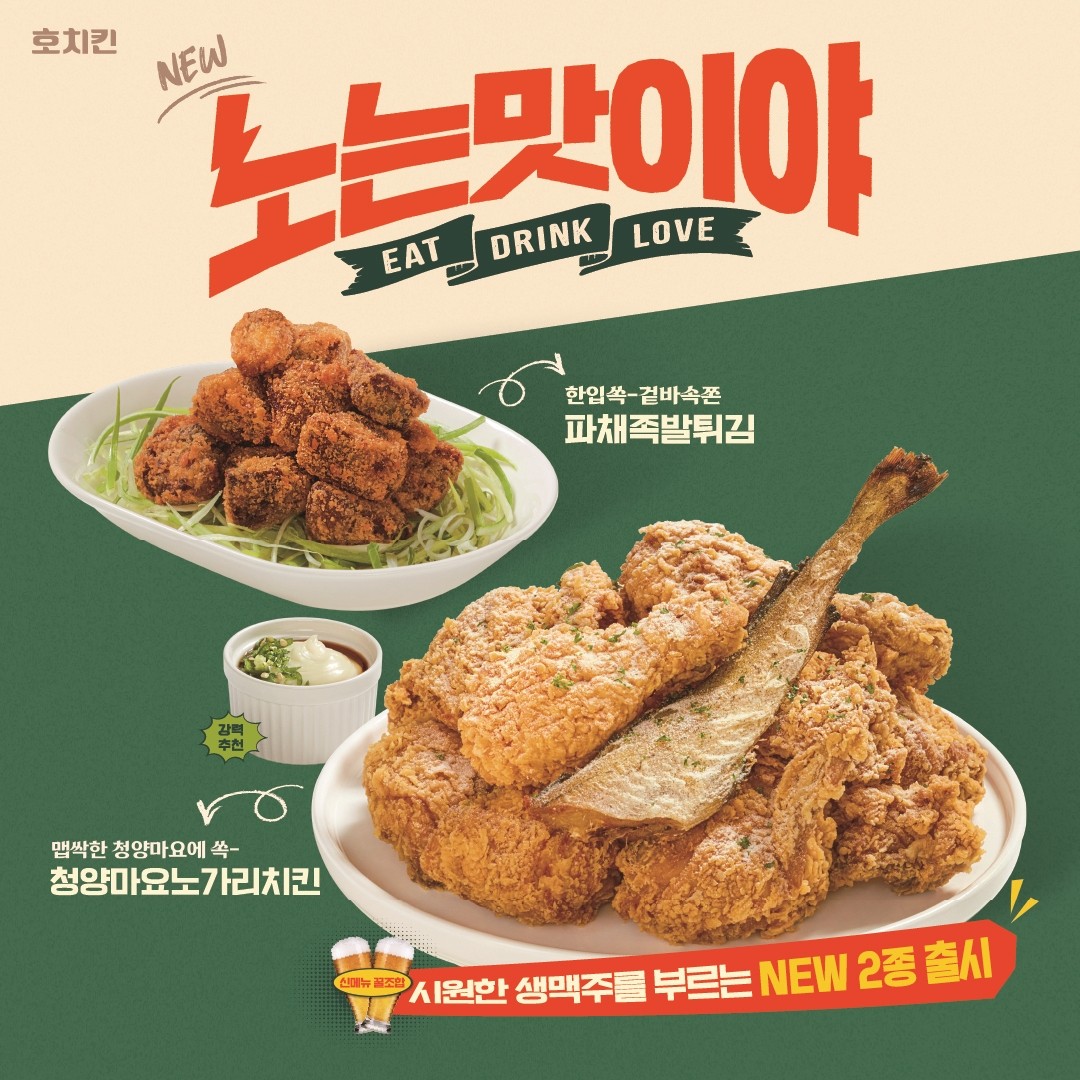 호치킨
NEW
노는맛이야
EAT DRINK LOVE
한입쏙-겉바속쫀
파채족발튀김
강력
추천
맵싹한 청양마요에 쏙-
청양마요노가리치킨
신메뉴 꿀조합
시원한 생맥주를 부르는 NEW 2종 출시